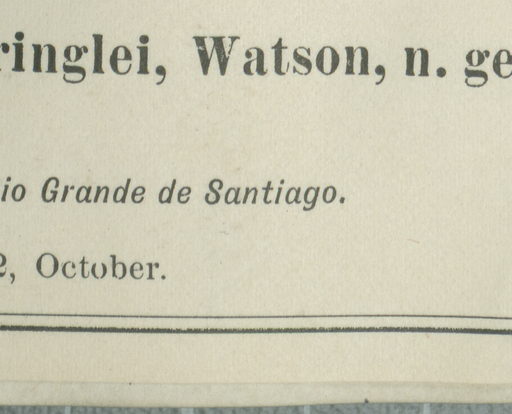 ringlei, Watson, n. ge
io Grande de Santiago.
2, October.